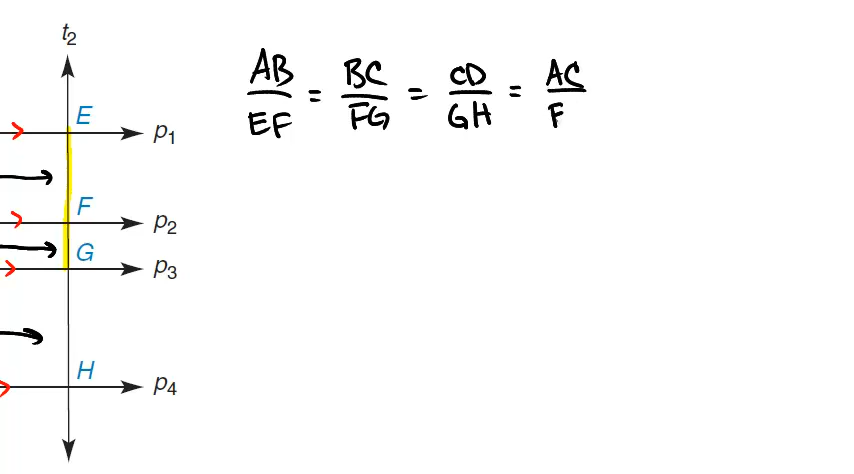 t2
AB/EF = BC/FG = CD/GH = AC/F
E
p1
F
p2
G
p3
H
p4